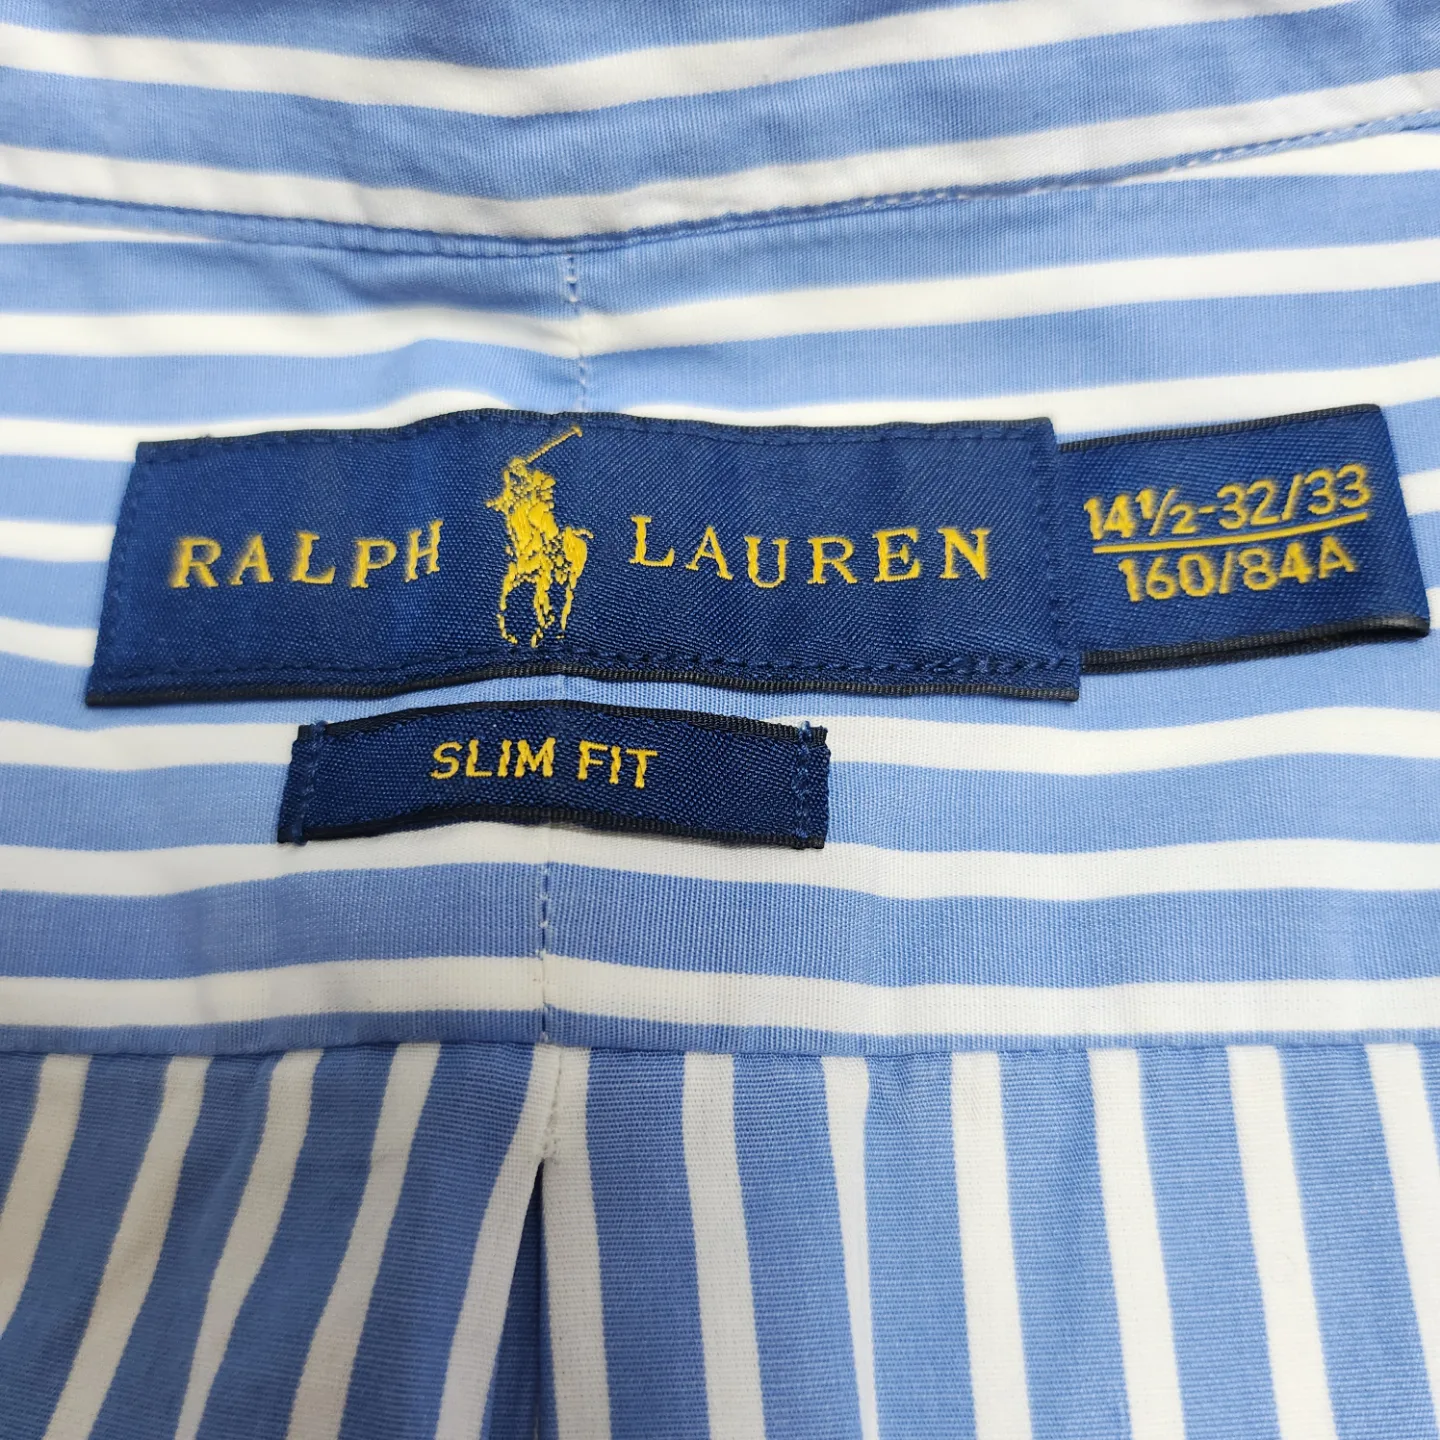 RALPH LAUREN
14½-32/33
160/84A
SLIM FIT